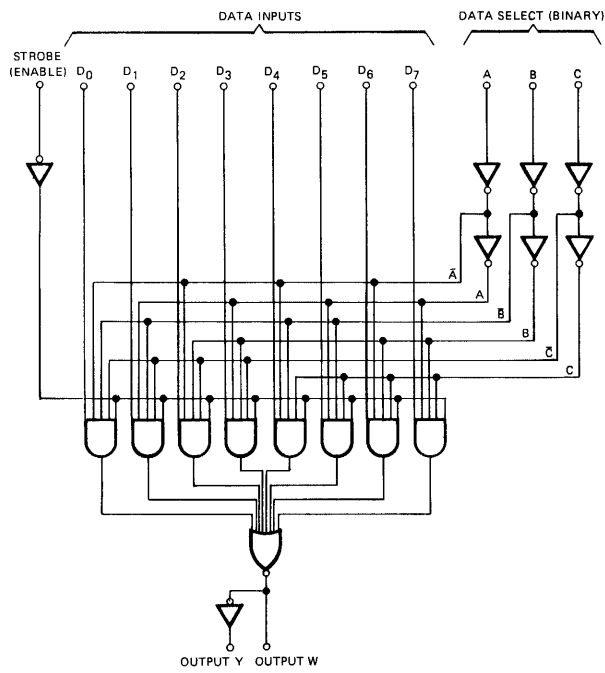 DATA INPUTS
DATA SELECT (BINARY)
STROBE
(ENABLE)
D0
D1
D2
D3
D4
D5
D6
D7
A
B
C
Ā
A
B̄
B
C̄
C
OUTPUT Y
OUTPUT W